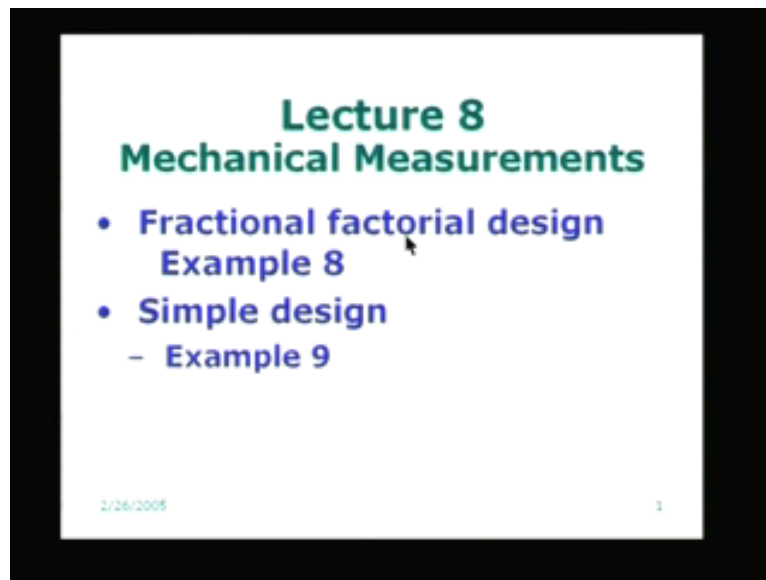 Lecture 8
Mechanical Measurements
• Fractional factorial design
Example 8
• Simple design
– Example 9
2/26/2005
1